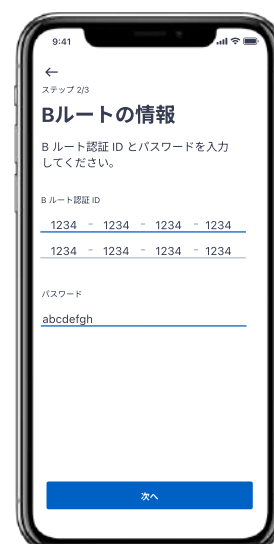 9:41
ステップ 2/3
Bルートの情報
B ルート認証 ID とパスワードを入力
してください。
B ルート認証 ID
1234 - 1234 - 1234 - 1234
1234 - 1234 - 1234 - 1234
パスワード
abcdefgh
次へ